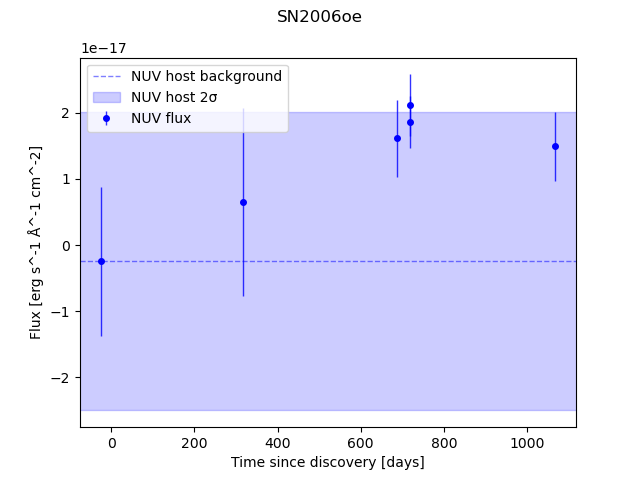 SN2006oe
1e−17
NUV host background
NUV host 2σ
NUV flux
2
1
0
−1
−2
Flux [erg s^-1 Å^-1 cm^-2]
0 200 400 600 800 1000
Time since discovery [days]